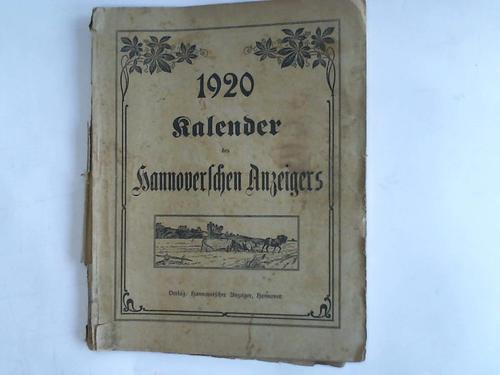 1920
Kalender
des
Hannoverschen Anzeigers
Verlag: Hannoverscher Anzeiger, Hannover